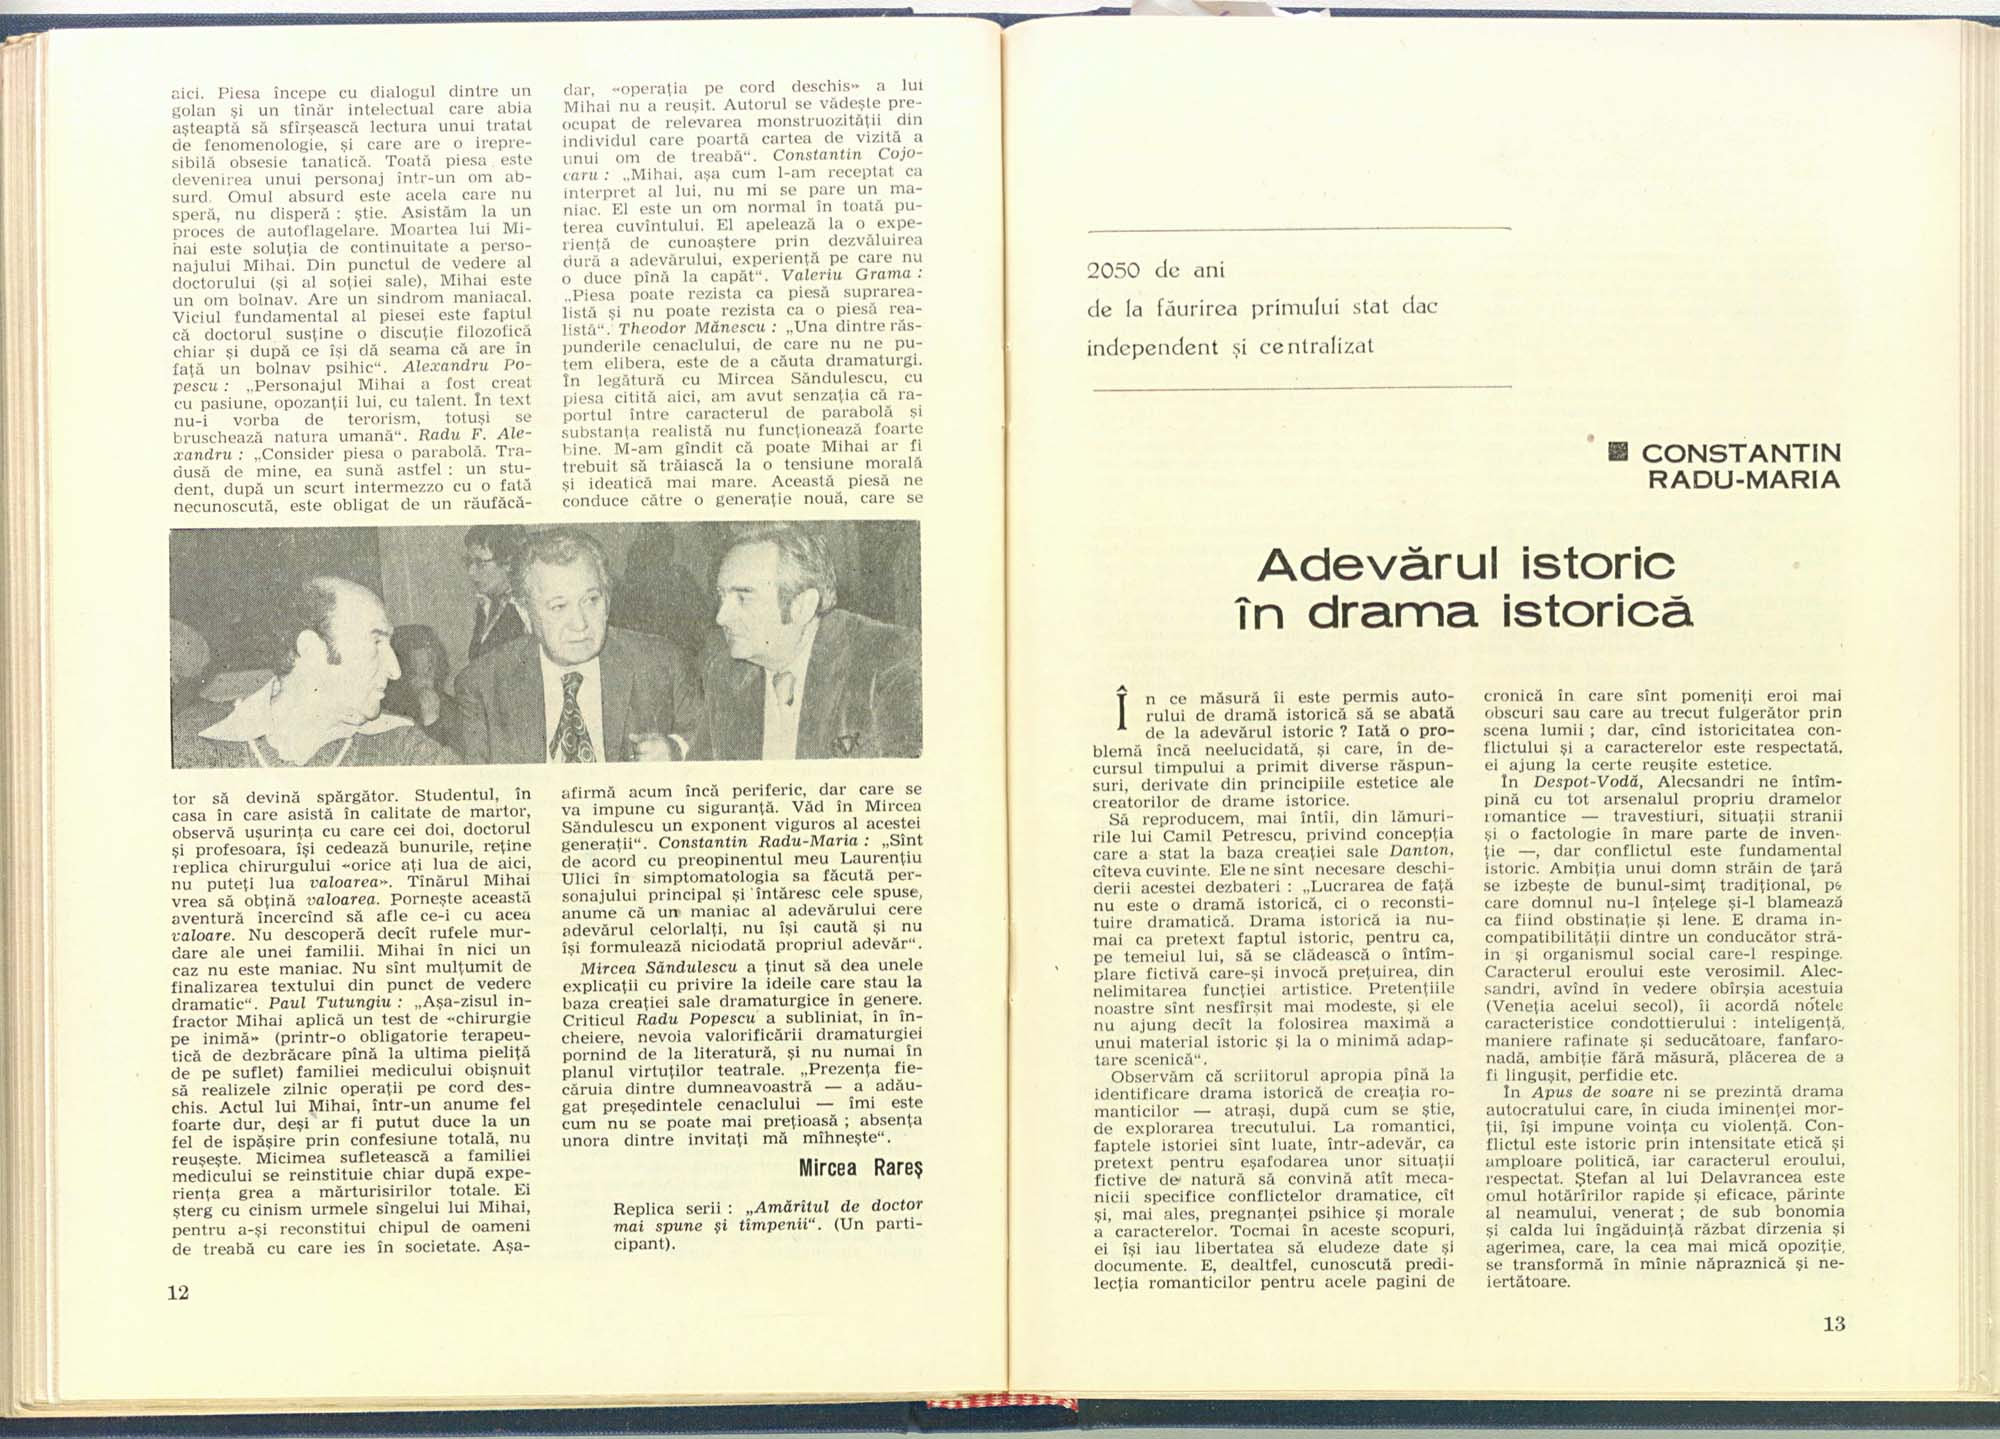 aici. Piesa începe cu dialogul dintre un
golan și un tînăr intelectual care abia
așteaptă să sfîrșească lectura unui tratat
de fenomenologie, și care are o irepre-
sibilă obsesie tanatică. Toată piesa este
devenirea unui personaj într-un om ab-
surd. Omul absurd este acela care nu
speră, nu disperă : știe. Asistăm la un
proces de autoflagelare. Moartea lui Mi-
hai este soluția de continuitate a perso-
najului Mihai. Din punctul de vedere al
doctorului (și al soției sale), Mihai este
un om bolnav. Are un sindrom maniacal.
Viciul fundamental al piesei este faptul
că doctorul susține o discuție filozofică
chiar și după ce își dă seama că are în
față un bolnav psihic“. Alexandru Po-
pescu : „Personajul Mihai a fost creat
cu pasiune, opozanții lui, cu talent. În text
nu-i vorba de terorism, totuși se
bruschează natura umană“. Radu F. Ale-
xandru : „Consider piesa o parabolă. Tra-
dusă de mine, ea sună astfel : un stu-
dent, după un scurt intermezzo cu o fată
necunoscută, este obligat de un răufăcă-
tor să devină spărgător. Studentul, în
casa în care asistă în calitate de martor,
observă ușurința cu care cei doi, doctorul
și profesoara, își cedează bunurile, reține
replica chirurgului «orice ați lua de aici,
nu puteți lua valoarea». Tînărul Mihai
vrea să obțină valoarea. Pornește această
aventură încercînd să afle ce-i cu acea
valoare. Nu descoperă decît rufele mur-
dare ale unei familii. Mihai în nici un
caz nu este maniac. Nu sînt mulțumit de
finalizarea textului din punct de vedere
dramatic“. Paul Tutungiu : „Așa-zisul in-
fractor Mihai aplică un test de «chirurgie
pe inimă» (printr-o obligatorie terapeu-
tică de dezbrăcare pînă la ultima pieliță
de pe suflet) familiei medicului obișnuit
să realizele zilnic operații pe cord des-
chis. Actul lui Mihai, într-un anume fel
foarte dur, deși ar fi putut duce la un
fel de ispășire prin confesiune totală, nu
reușește. Micimea sufletească a familiei
medicului se reinstituie chiar după expe-
riența grea a mărturisirilor totale. Ei
șterg cu cinism urmele sîngelui lui Mihai,
pentru a-și reconstitui chipul de oameni
de treabă cu care ies în societate. Așa-
dar, «operația pe cord deschis» a lui
Mihai nu a reușit. Autorul se vădește pre-
ocupat de relevarea monstruozității din
individul care poartă cartea de vizită a
unui om de treabă“. Constantin Cojo-
caru : „Mihai, așa cum l-am receptat ca
interpret al lui, nu mi se pare un ma-
niac. El este un om normal în toată pu-
terea cuvîntului. El apelează la o expe-
riență de cunoaștere prin dezvăluirea
dură a adevărului, experiență pe care nu
o duce pînă la capăt“. Valeriu Grama :
„Piesa poate rezista ca piesă suprarea-
listă și nu poate rezista ca o piesă rea-
listă“. Theodor Mănescu : „Una dintre răs-
punderile cenaclului, de care nu ne pu-
tem elibera, este de a căuta dramaturgi.
În legătură cu Mircea Săndulescu, cu
piesa citită aici, am avut senzația că ra-
portul între caracterul de parabolă și
substanța realistă nu funcționează foarte
bine. M-am gîndit că poate Mihai ar fi
trebuit să trăiască la o tensiune morală
și ideatică mai mare. Această piesă ne
conduce către o generație nouă, care se
afirmă acum încă periferic, dar care se
va impune cu siguranță. Văd în Mircea
Săndulescu un exponent viguros al acestei
generații“. Constantin Radu-Maria : „Sînt
de acord cu preopinentul meu Laurențiu
Ulici în simptomatologia sa făcută per-
sonajului principal și întăresc cele spuse,
anume că un maniac al adevărului cere
adevărul celorlalți, nu își caută și nu
își formulează niciodată propriul adevăr“.
Mircea Săndulescu a ținut să dea unele
explicații cu privire la ideile care stau la
baza creației sale dramaturgice în genere.
Criticul Radu Popescu a subliniat, în în-
cheiere, nevoia valorificării dramaturgiei
pornind de la literatură, și nu numai în
planul virtuților teatrale. „Prezența fie-
căruia dintre dumneavoastră — a adău-
gat președintele cenaclului — îmi este
cum nu se poate mai prețioasă ; absența
unora dintre invitați mă mîhnește“.
Mircea Rareș
Replica serii : „Amărîtul de doctor
mai spune și tîmpenii“. (Un parti-
cipant).
12
2050 de ani
de la făurirea primului stat dac
independent și centralizat
CONSTANTIN
RADU-MARIA
Adevărul istoric
în drama istorică
În ce măsură îi este permis auto-
rului de dramă istorică să se abată
de la adevărul istoric ? Iată o pro-
blemă încă neelucidată, și care, în de-
cursul timpului a primit diverse răspun-
suri, derivate din principiile estetice ale
creatorilor de drame istorice.
Să reproducem, mai întîi, din lămuri-
rile lui Camil Petrescu, privind concepția
care a stat la baza creației sale Danton,
cîteva cuvinte. Ele ne sînt necesare deschi-
derii acestei dezbateri : „Lucrarea de față
nu este o dramă istorică, ci o reconsti-
tuire dramatică. Drama istorică ia nu-
mai ca pretext faptul istoric, pentru ca,
pe temeiul lui, să se clădească o întîm-
plare fictivă care-și invocă prețuirea, din
nelimitarea funcției artistice. Pretențiile
noastre sînt nesfîrșit mai modeste, și ele
nu ajung decît la folosirea maximă a
unui material istoric și la o minimă adap-
tare scenică“.
Observăm că scriitorul apropia pînă la
identificare drama istorică de creația ro-
manticilor — atrași, după cum se știe,
de explorarea trecutului. La romantici,
faptele istoriei sînt luate, într-adevăr, ca
pretext pentru eșafodarea unor situații
fictive de natură să convină atît meca-
nicii specifice conflictelor dramatice, cît
și, mai ales, pregnanței psihice și morale
a caracterelor. Tocmai în aceste scopuri,
ei își iau libertatea să eludeze date și
documente. E, dealtfel, cunoscută predi-
lecția romanticilor pentru acele pagini de
cronică în care sînt pomeniți eroi mai
obscuri sau care au trecut fulgerător prin
scena lumii ; dar, cînd istoricitatea con-
flictului și a caracterelor este respectată,
ei ajung la certe reușite estetice.
În Despot-Vodă, Alecsandri ne întîm-
pină cu tot arsenalul propriu dramelor
romantice — travestiuri, situații stranii
și o factologie în mare parte de inven-
ție —, dar conflictul este fundamental
istoric. Ambiția unui domn străin de țară
se izbește de bunul-simț tradițional, pe
care domnul nu-l înțelege și-l blamează
ca fiind obstinație și lene. E drama in-
compatibilității dintre un conducător stră-
in și organismul social care-l respinge.
Caracterul eroului este verosimil. Alec-
sandri, avînd în vedere obîrșia acestuia
(Veneția acelui secol), îi acordă notele
caracteristice condottierului : inteligență,
maniere rafinate și seducătoare, fanfaro-
nadă, ambiție fără măsură, plăcerea de a
fi lingușit, perfidie etc.
În Apus de soare ni se prezintă drama
autocratului care, în ciuda iminenței mor-
ții, își impune voința cu violență. Con-
flictul este istoric prin intensitate etică și
amploare politică, iar caracterul eroului,
respectat. Ștefan al lui Delavrancea este
omul hotărîrilor rapide și eficace, părinte
al neamului, venerat ; de sub bonomia
și calda lui îngăduință răzbat dîrzenia și
agerimea, care, la cea mai mică opoziție,
se transformă în mînie năpraznică și ne-
iertătoare.
13